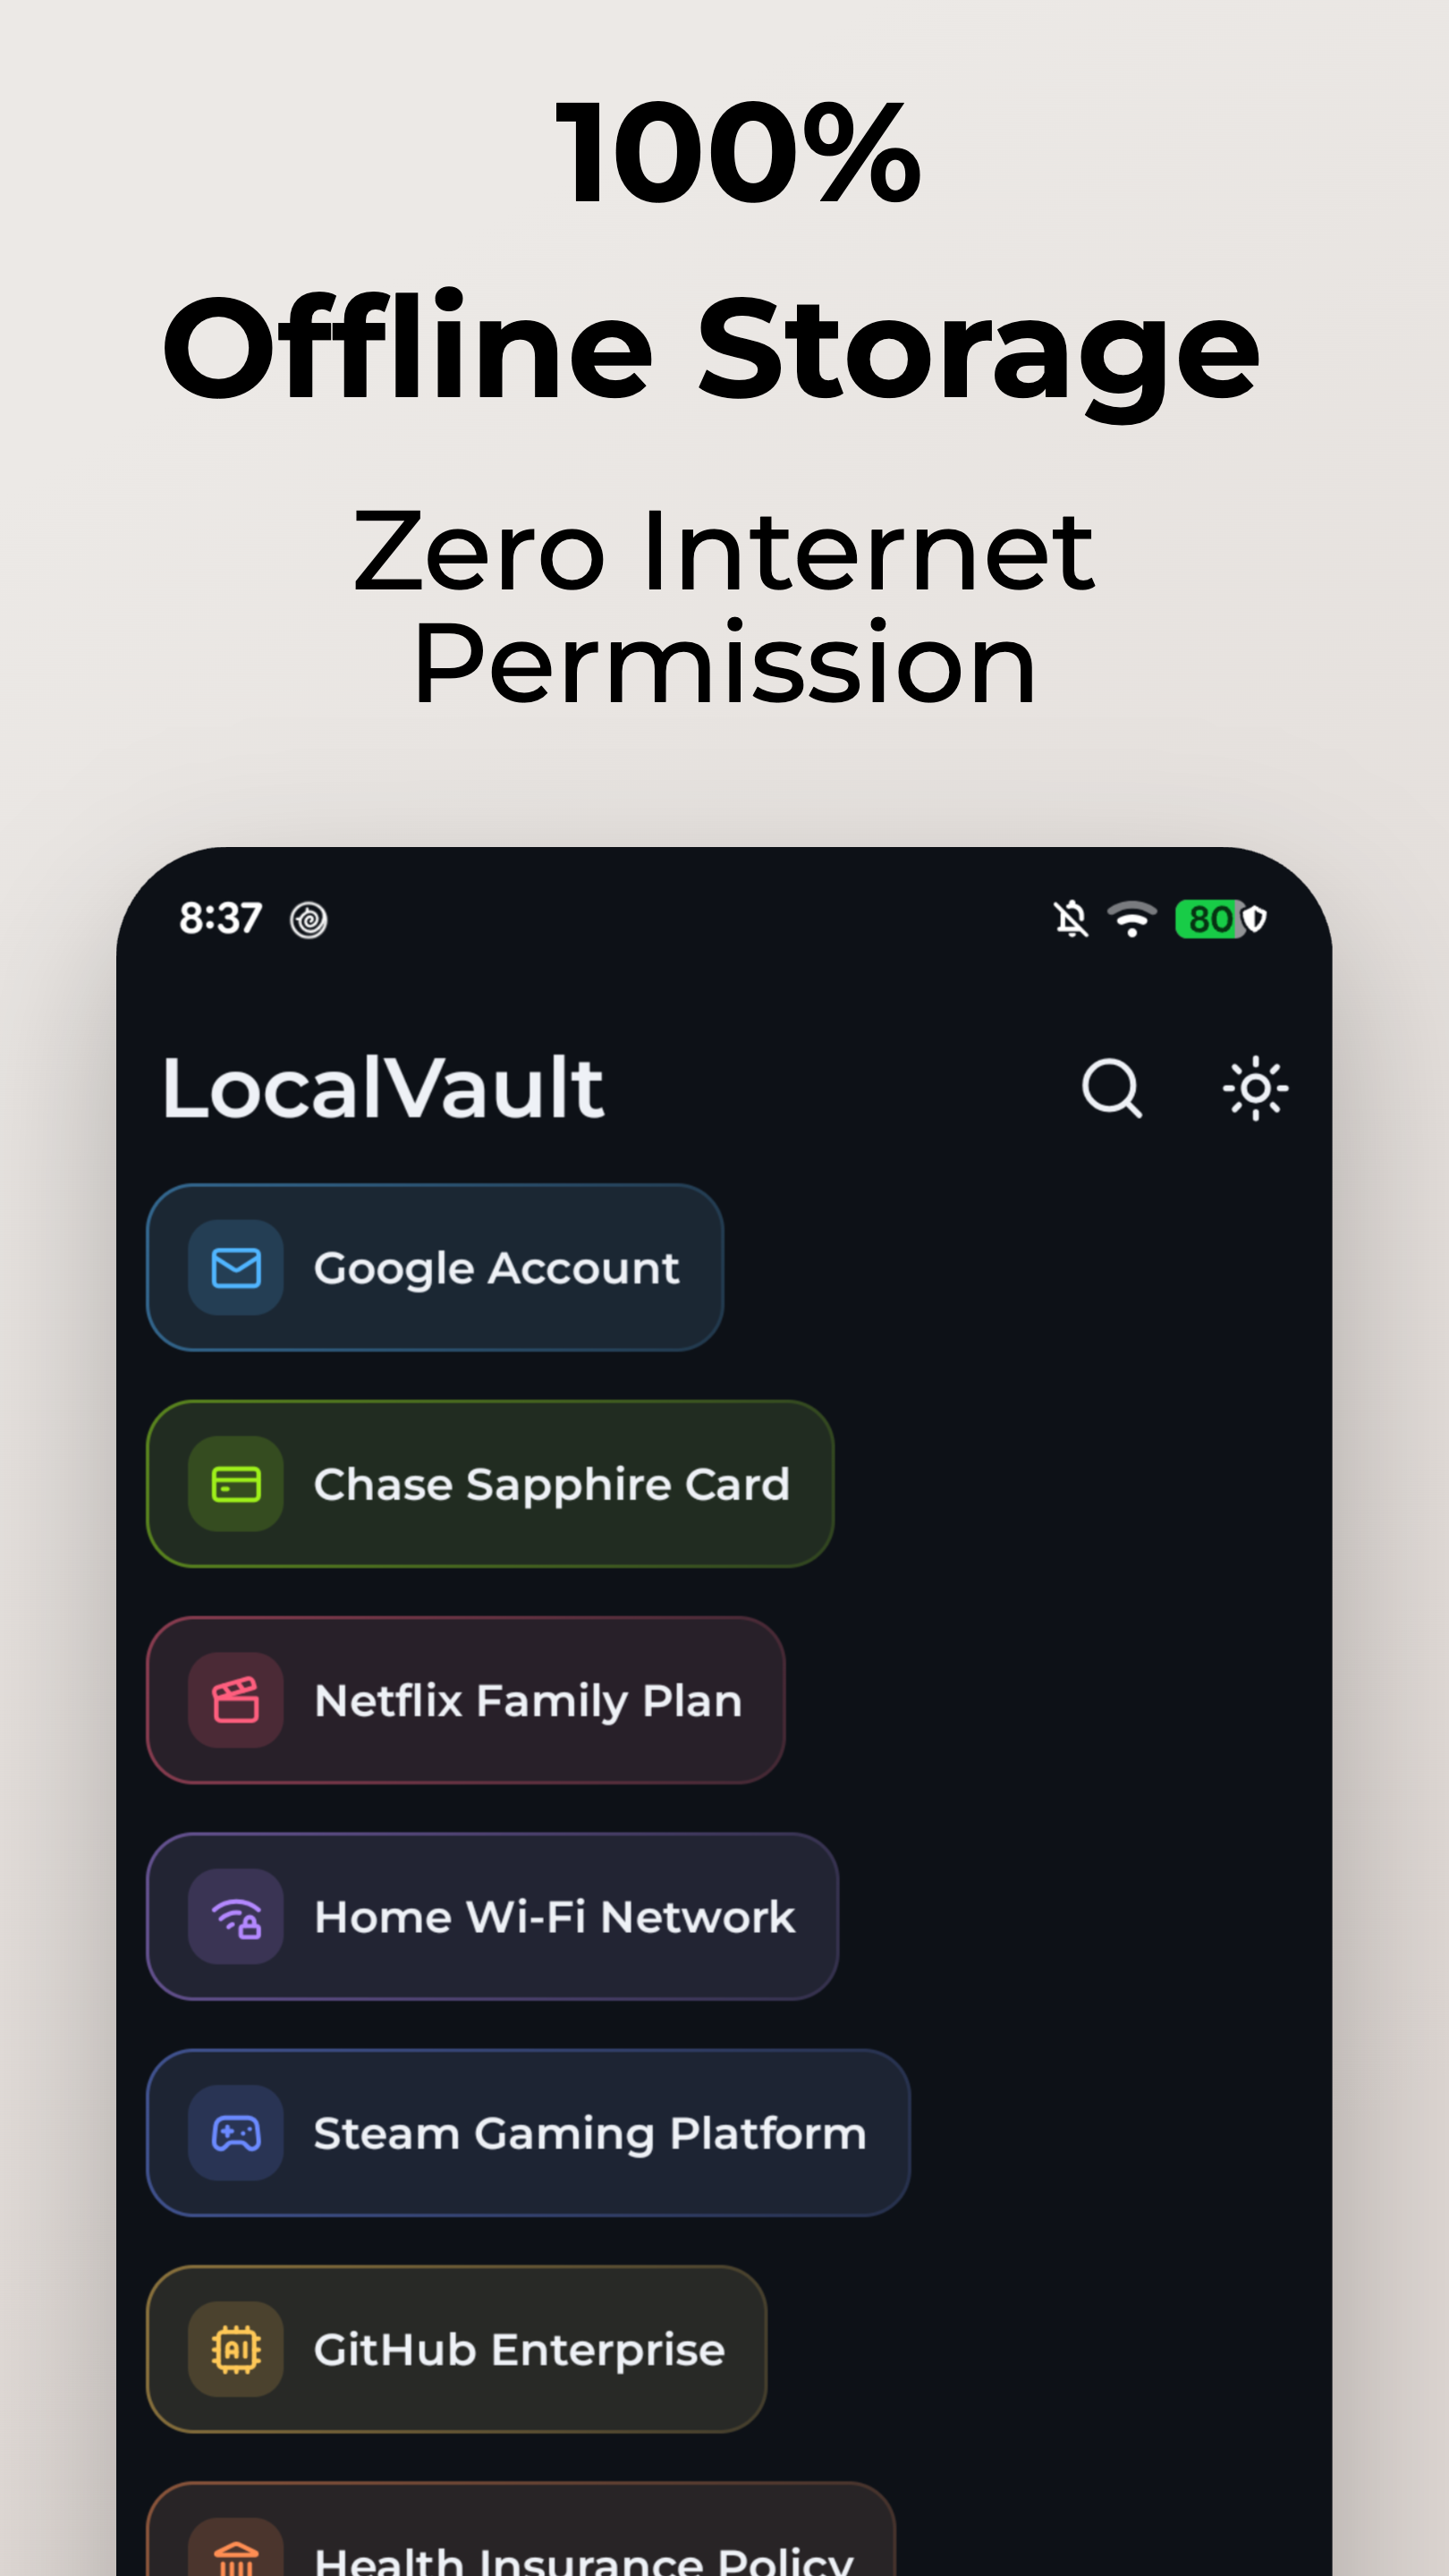 100%
Offline Storage
Zero Internet
Permission
8:37
80
LocalVault
Google Account
Chase Sapphire Card
Netflix Family Plan
Home Wi-Fi Network
Steam Gaming Platform
AI
GitHub Enterprise
Health Insurance Policy